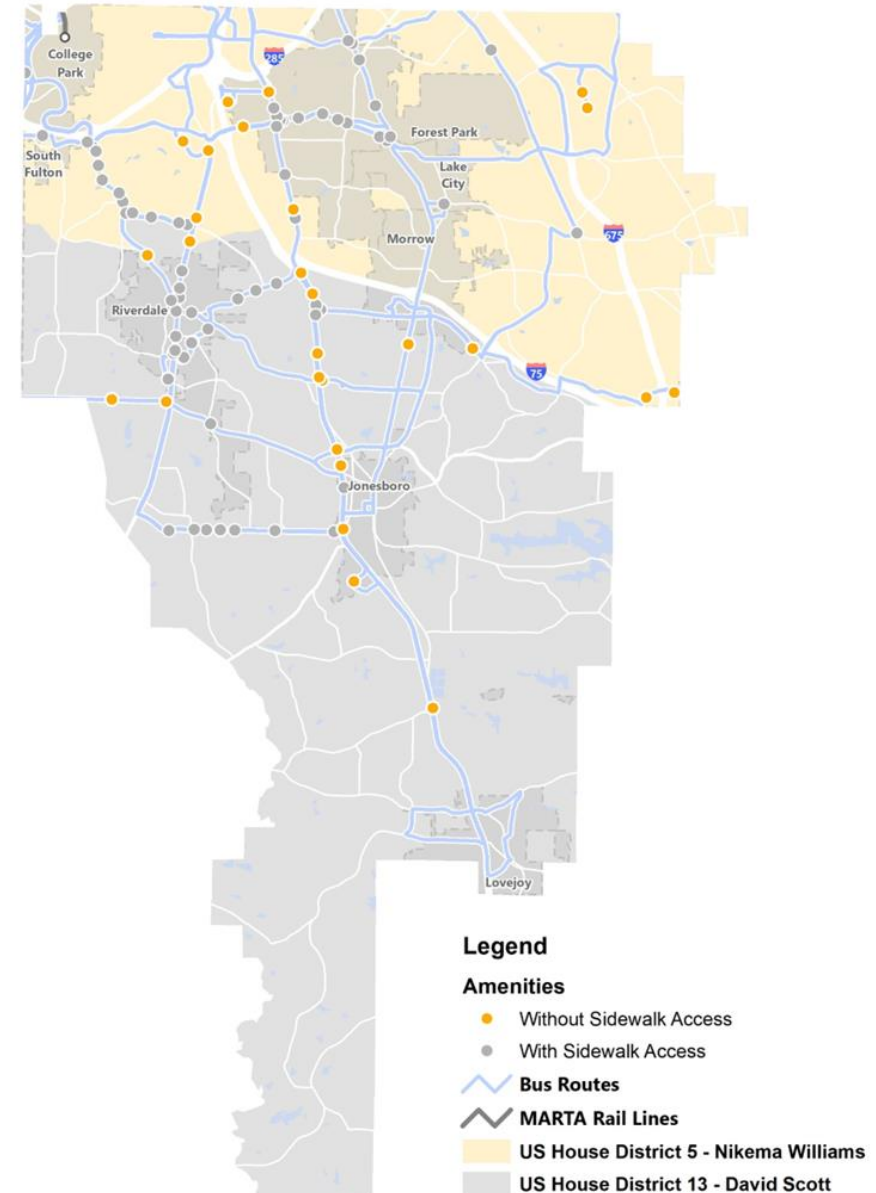 College
Park
285
Forest Park
South
Fulton
Lake
City
Morrow
675
Riverdale
75
Jonesboro
Lovejoy
Legend
Amenities
Without Sidewalk Access
With Sidewalk Access
Bus Routes
MARTA Rail Lines
US House District 5 - Nikema Williams
US House District 13 - David Scott